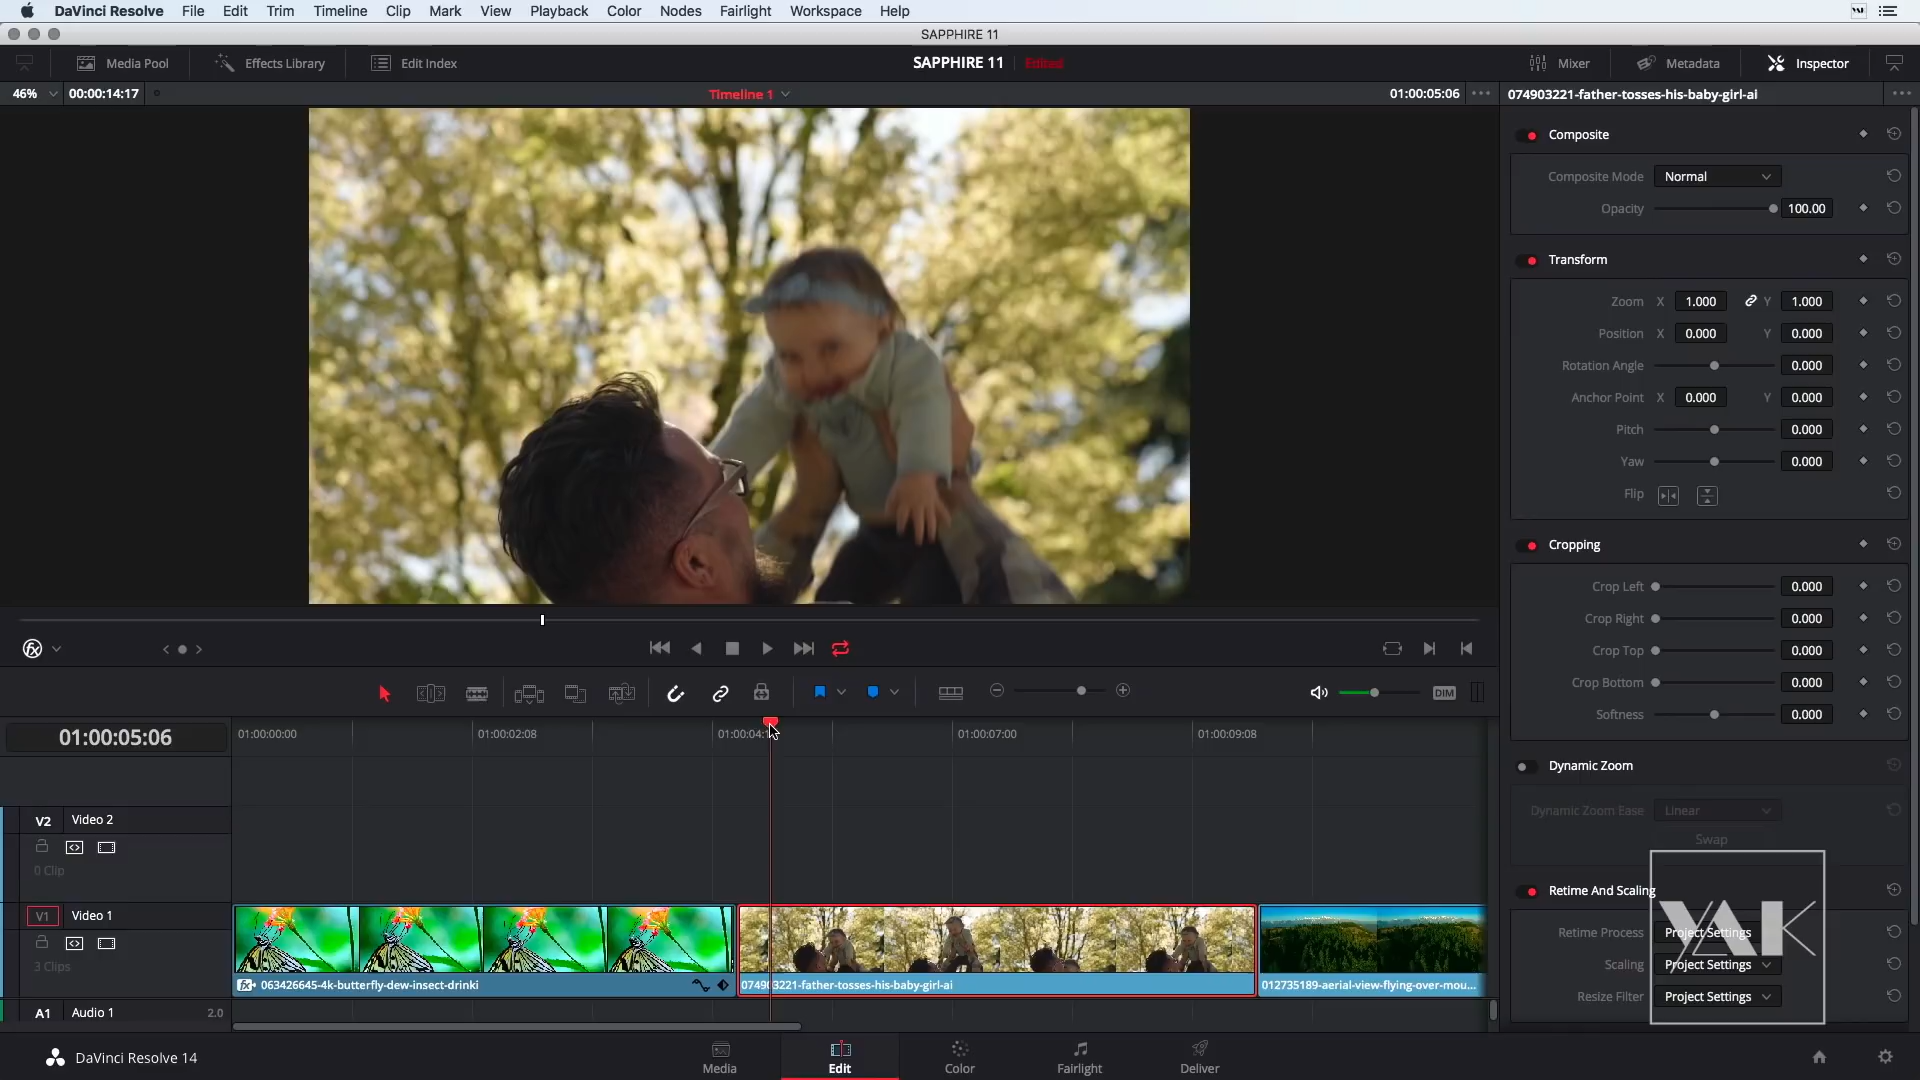 DaVinci Resolve File Edit Trim Timeline Clip Mark View Playback Color Nodes Fairlight Workspace Help
SAPPHIRE 11
Media Pool Effects Library Edit Index SAPPHIRE 11 Edited Mixer Metadata Inspector
46% 00:00:14:17 Timeline 1 01:00:05:06 074903221-father-tosses-his-baby-girl-ai
Composite
Composite Mode Normal
Opacity 100.00
Transform
Zoom X 1.000 Y 1.000
Position X 0.000 Y 0.000
Rotation Angle 0.000
Anchor Point X 0.000 Y 0.000
Pitch 0.000
Yaw 0.000
Flip
Cropping
Crop Left 0.000
Crop Right 0.000
Crop Top 0.000
Crop Bottom 0.000
Softness 0.000
Dynamic Zoom
Dynamic Zoom Ease Linear
Swap
Retime And Scaling
Retime Process Project Settings
Scaling Project Settings
Resize Filter Project Settings
YAK
fx
DIM
01:00:05:06 01:00:00:00 01:00:02:08 01:00:04:1 01:00:07:00 01:00:09:08
V2 Video 2
0 Clip
V1 Video 1
3 Clips
fx 063426645-4k-butterfly-dew-insect-drinki 074903221-father-tosses-his-baby-girl-ai 012735189-aerial-view-flying-over-mou...
A1 Audio 1 2.0
DaVinci Resolve 14 Media Edit Color Fairlight Deliver